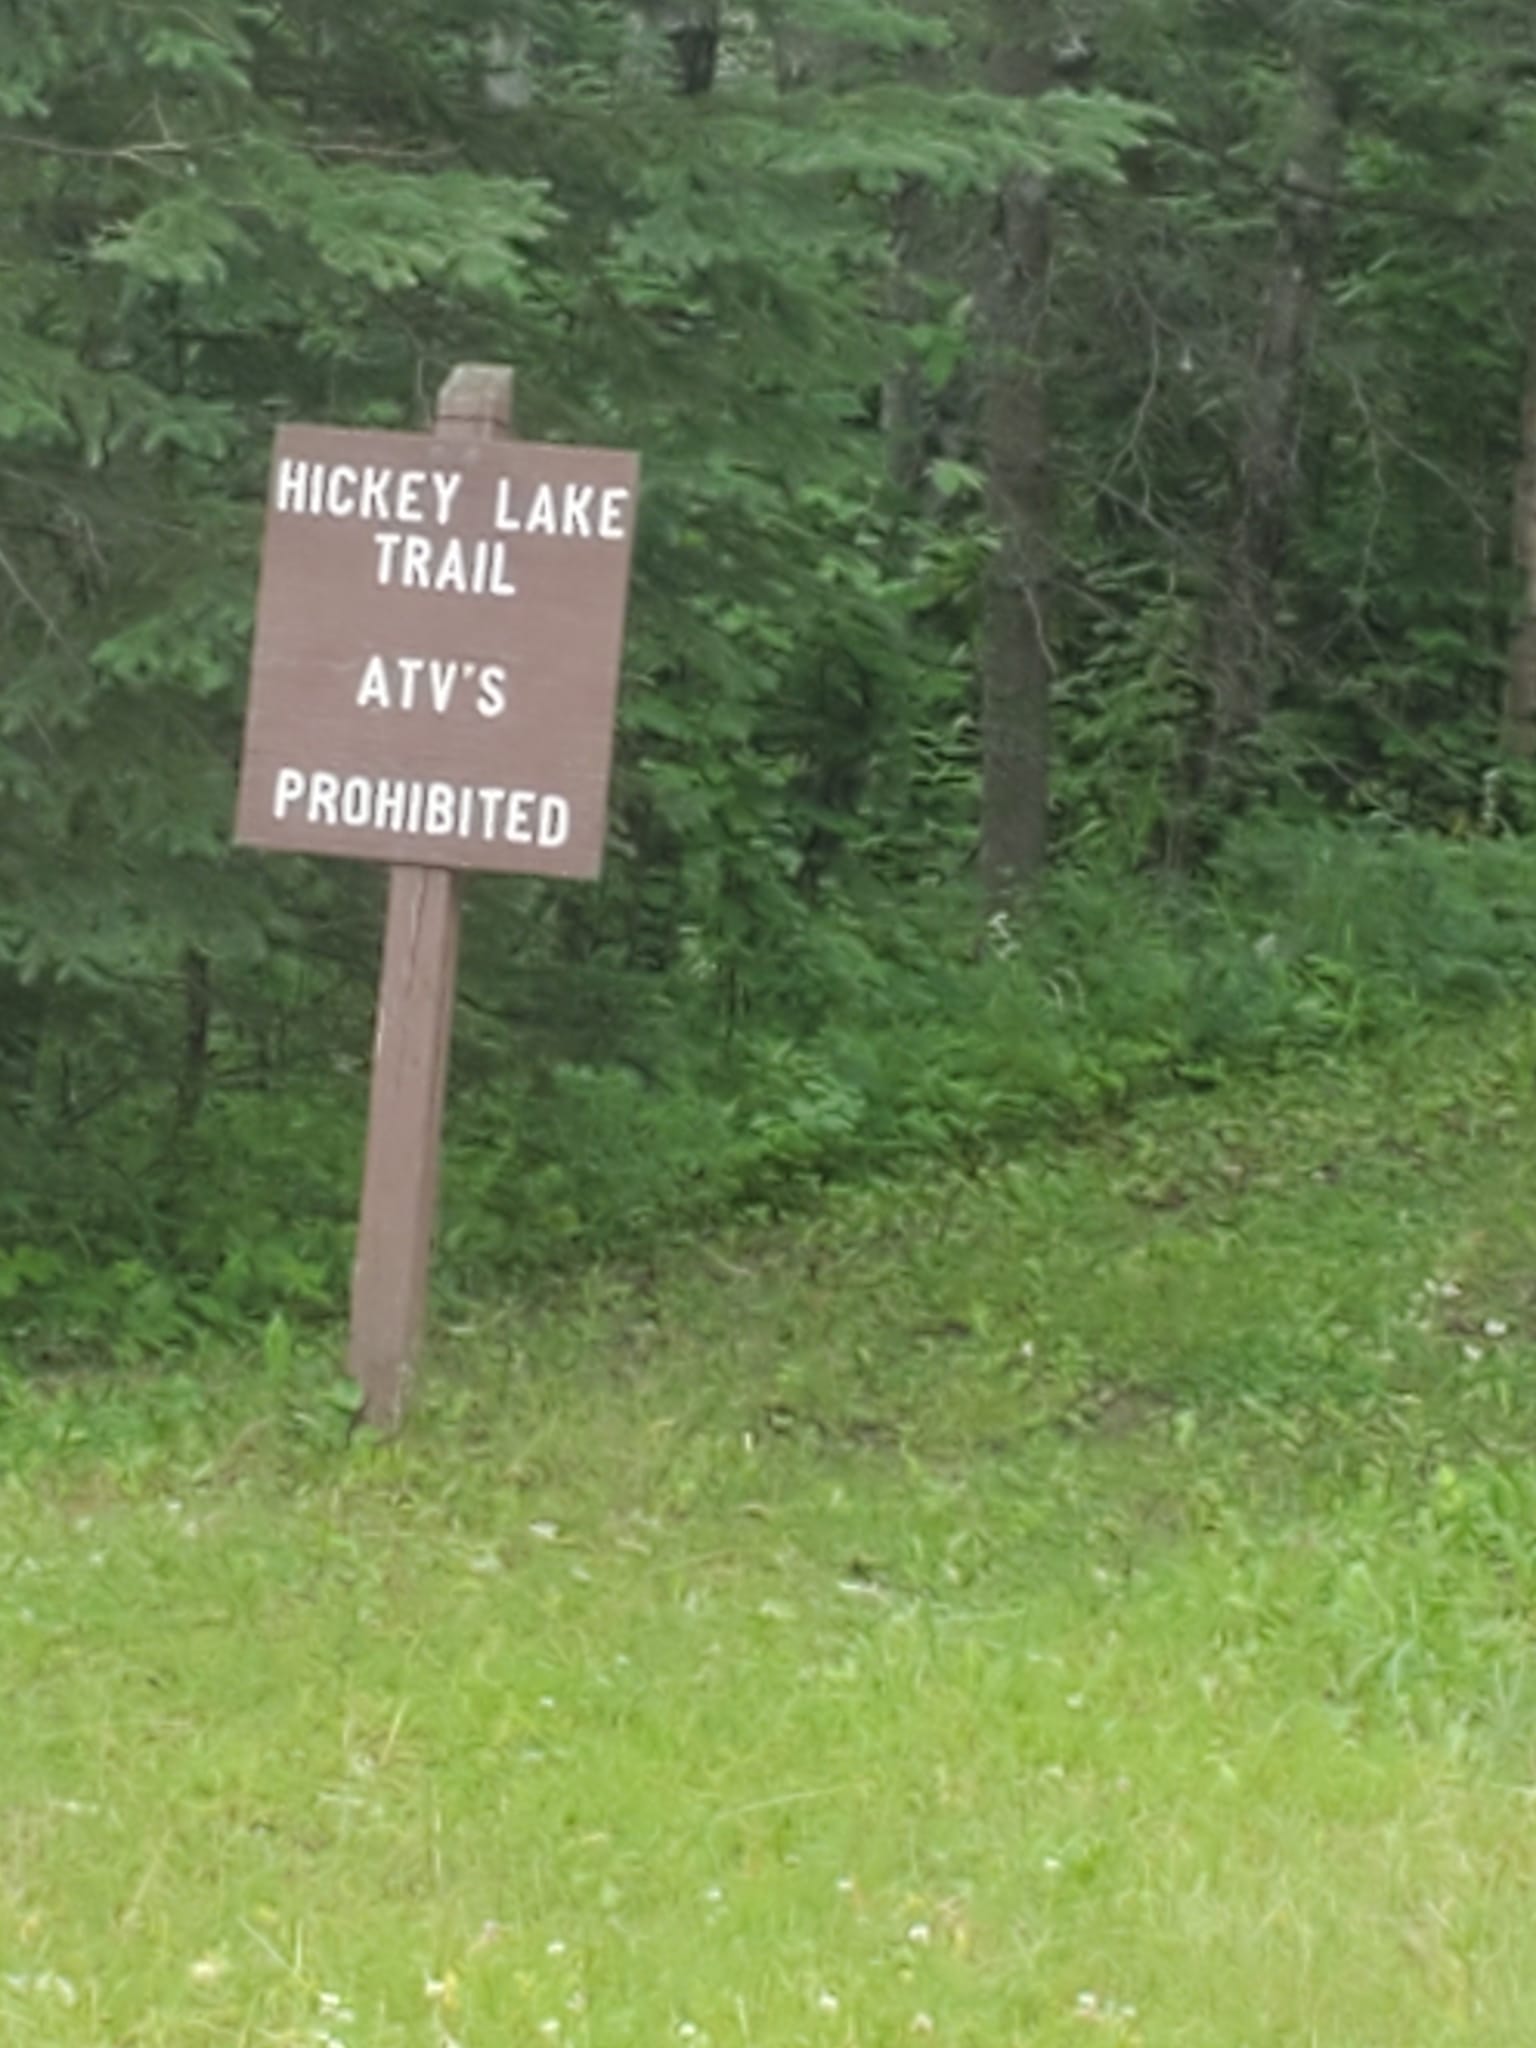 HICKEY LAKE
TRAIL
ATV'S
PROHIBITED